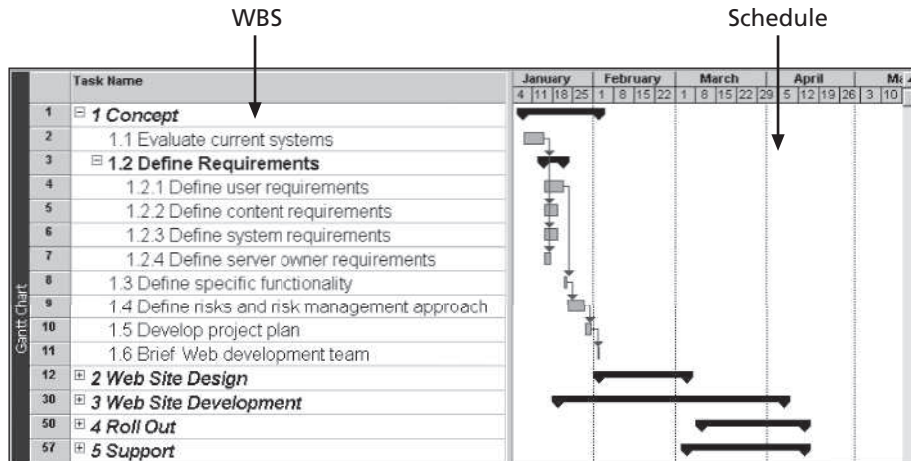 WBS Schedule
Task Name January February March April Ma
4 11 18 25 1 8 15 22 1 8 15 22 29 5 12 19 26 3 10
1 1 Concept
2 1.1 Evaluate current systems
3 1.2 Define Requirements
4 1.2.1 Define user requirements
5 1.2.2 Define content requirements
6 1.2.3 Define system requirements
7 1.2.4 Define server owner requirements
8 1.3 Define specific functionality
9 1.4 Define risks and risk management approach
10 1.5 Develop project plan
11 1.6 Brief Web development team
12 2 Web Site Design
30 3 Web Site Development
50 4 Roll Out
57 5 Support
Gantt Chart